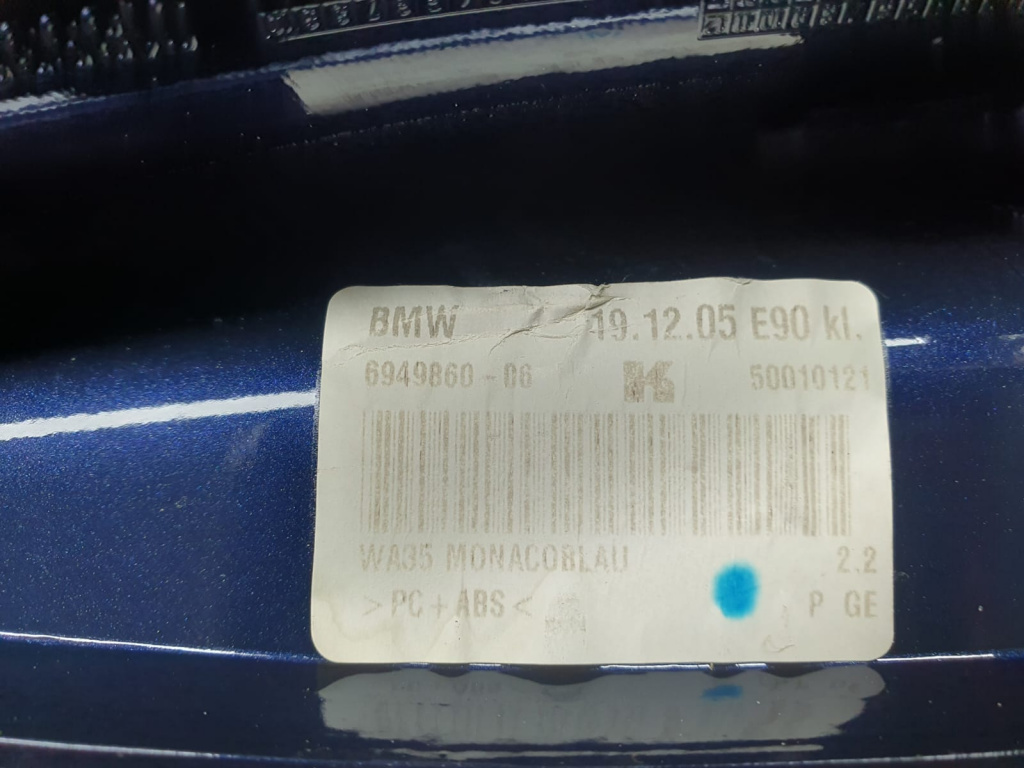 BMW 19.12.05 E90 kl.
6949860-06 50010121
WA35 MONACOBLAU 2.2
>PC+ABS< P GE